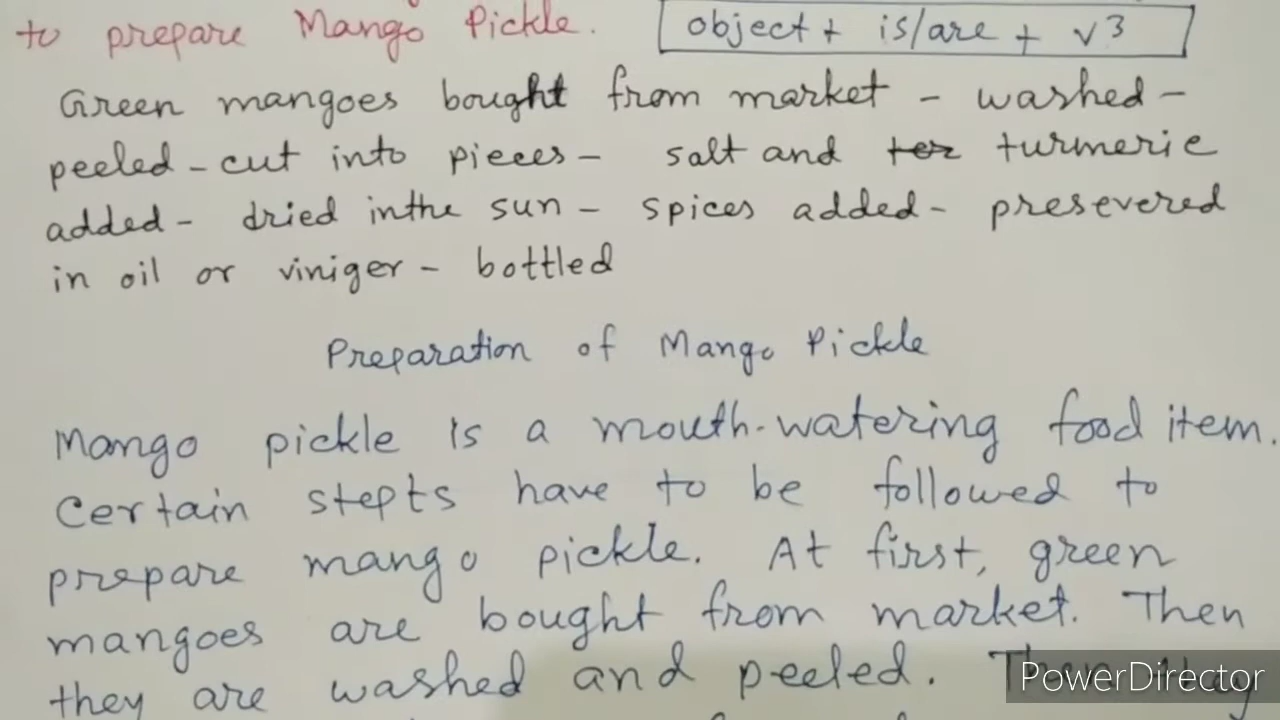 to prepare Mango Pickle. object + is/are + v3
Green mangoes bought from market - washed -
peeled - cut into pieces - salt and ter turmeric
added - dried inthe sun - spices added - presevered
in oil or viniger - bottled
Preparation of Mango Pickle
Mango pickle is a mouth-watering food item.
Certain stepts have to be followed to
prepare mango pickle. At first, green
mangoes are bought from market. Then
they are washed and peeled. Then they
PowerDirector